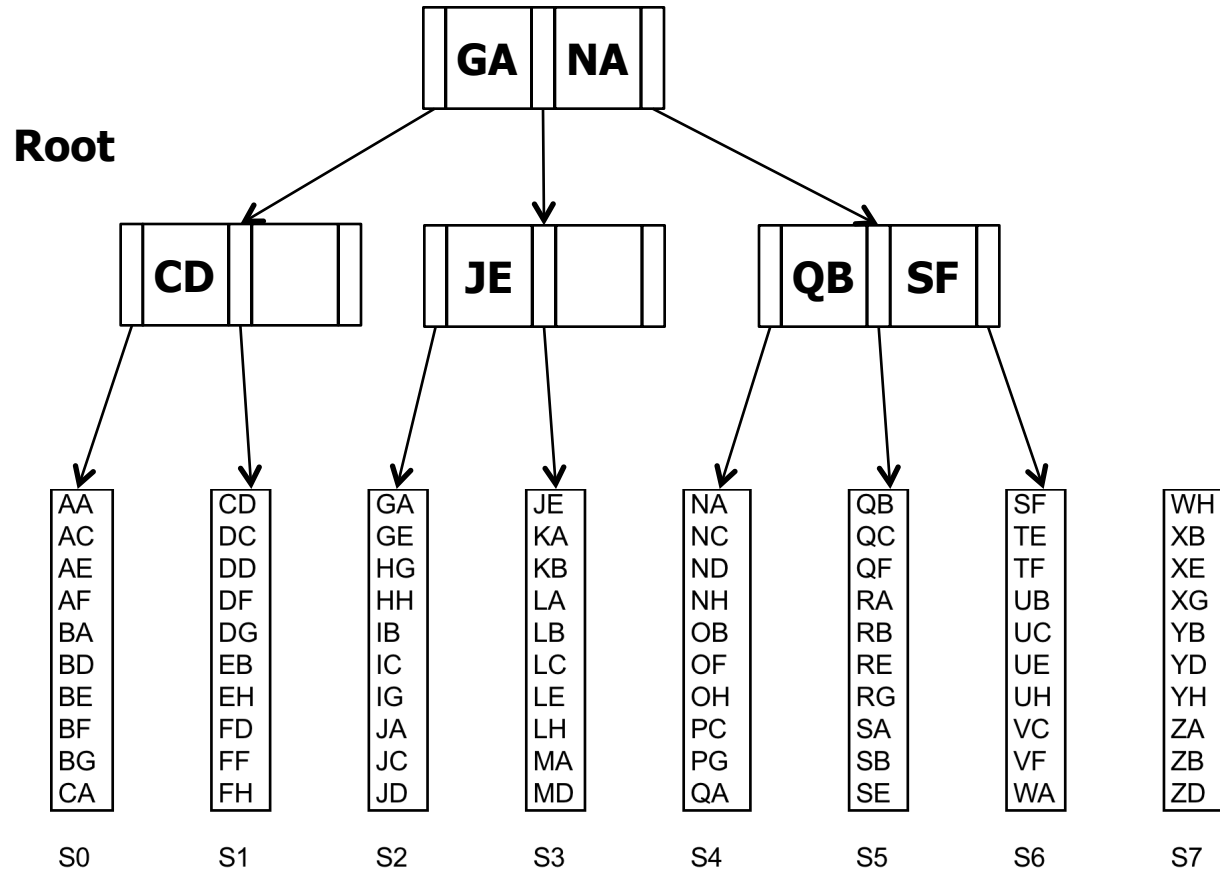 GA NA
Root
CD JE QB SF
AA CD GA JE NA QB SF WH
AC DC GE KA NC QC TE XB
AE DD HG KB ND QF TF XE
AF DF HH LA NH RA UB XG
BA DG IB LB OB RB UC YB
BD EB IC LC OF RE UE YD
BE EH IG LE OH RG UH YH
BF FD JA LH PC SA VC ZA
BG FF JC MA PG SB VF ZB
CA FH JD MD QA SE WA ZD
S0 S1 S2 S3 S4 S5 S6 S7